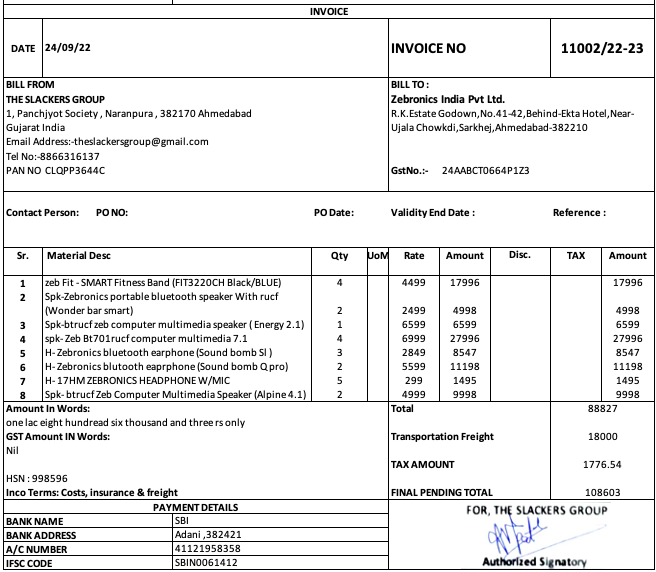 INVOICE
DATE 24/09/22 INVOICE NO 11002/22-23
BILL FROM
THE SLACKERS GROUP
1, Panchjyot Society , Naranpura , 382170 Ahmedabad
Gujarat India
Email Address:-theslackersgroup@gmail.com
Tel No:-8866316137
PAN NO CLQPP3644C
BILL TO :
Zebronics India Pvt Ltd.
R.K.Estate Godown,No.41-42,Behind-Ekta Hotel,Near-
Ujala Chowkdi,Sarkhej,Ahmedabad-382210
GstNo.:- 24AABCT0664P1Z3
Contact Person: PO NO: PO Date: Validity End Date : Reference :
Sr. Material Desc Qty UoM Rate Amount Disc. TAX Amount
1 zeb Fit - SMART Fitness Band (FIT3220CH Black/BLUE) 4 4499 17996 17996
2 Spk-Zebronics portable bluetooth speaker With rucf
(Wonder bar smart) 2 2499 4998 4998
3 Spk-btrucf zeb computer multimedia speaker ( Energy 2.1) 1 6599 6599 6599
4 spk- Zeb Bt701rucf computer multimedia 7.1 4 6999 27996 27996
5 H- Zebronics bluetooth earphone (Sound bomb Sl ) 3 2849 8547 8547
6 H- Zebronics blutooth eaprphone (Sound bomb Q pro) 2 5599 11198 11198
7 H- 17HM ZEBRONICS HEADPHONE W/MIC 5 299 1495 1495
8 Spk- btrucf Zeb Computer Multimedia Speaker (Alpine 4.1) 2 4999 9998 9998
Amount In Words:
one lac eight hundread six thousand and three rs only
GST Amount IN Words:
Nil
HSN : 998596
Inco Terms: Costs, insurance & freight
Total 88827
Transportation Freight 18000
TAX AMOUNT 1776.54
FINAL PENDING TOTAL 108603
PAYMENT DETAILS
BANK NAME SBI
BANK ADDRESS Adani ,382421
A/C NUMBER 41121958358
IFSC CODE SBIN0061412
FOR, THE SLACKERS GROUP
Authorized Signatory